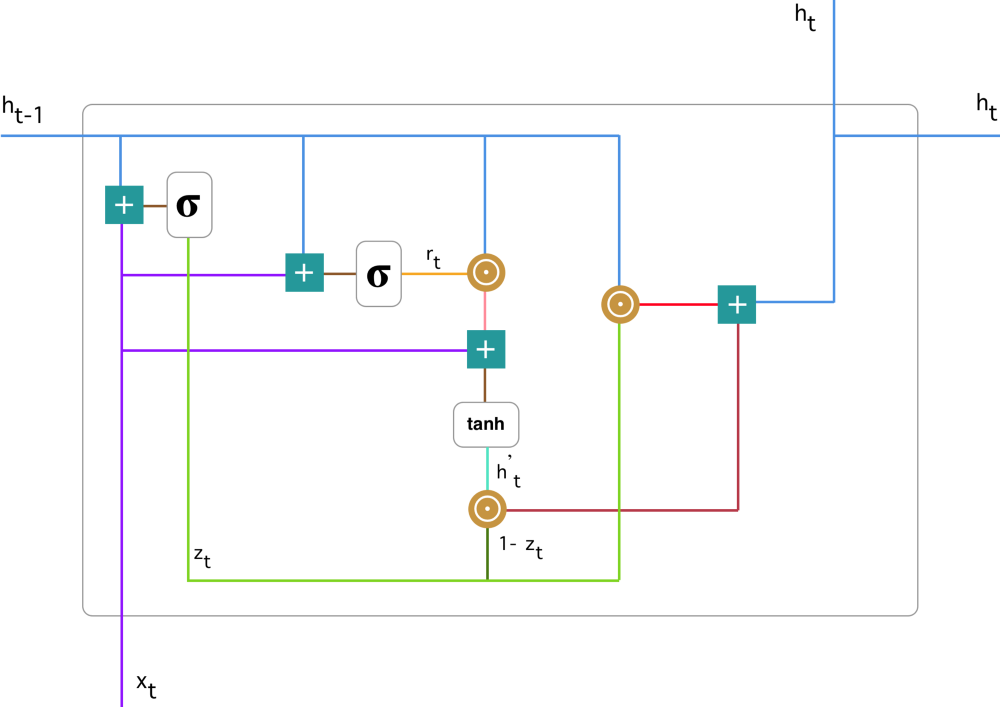 h_t
h_t-1
h_t
+ σ
+ σ r_t
+
+
tanh
h'_t
1- z_t
z_t
x_t